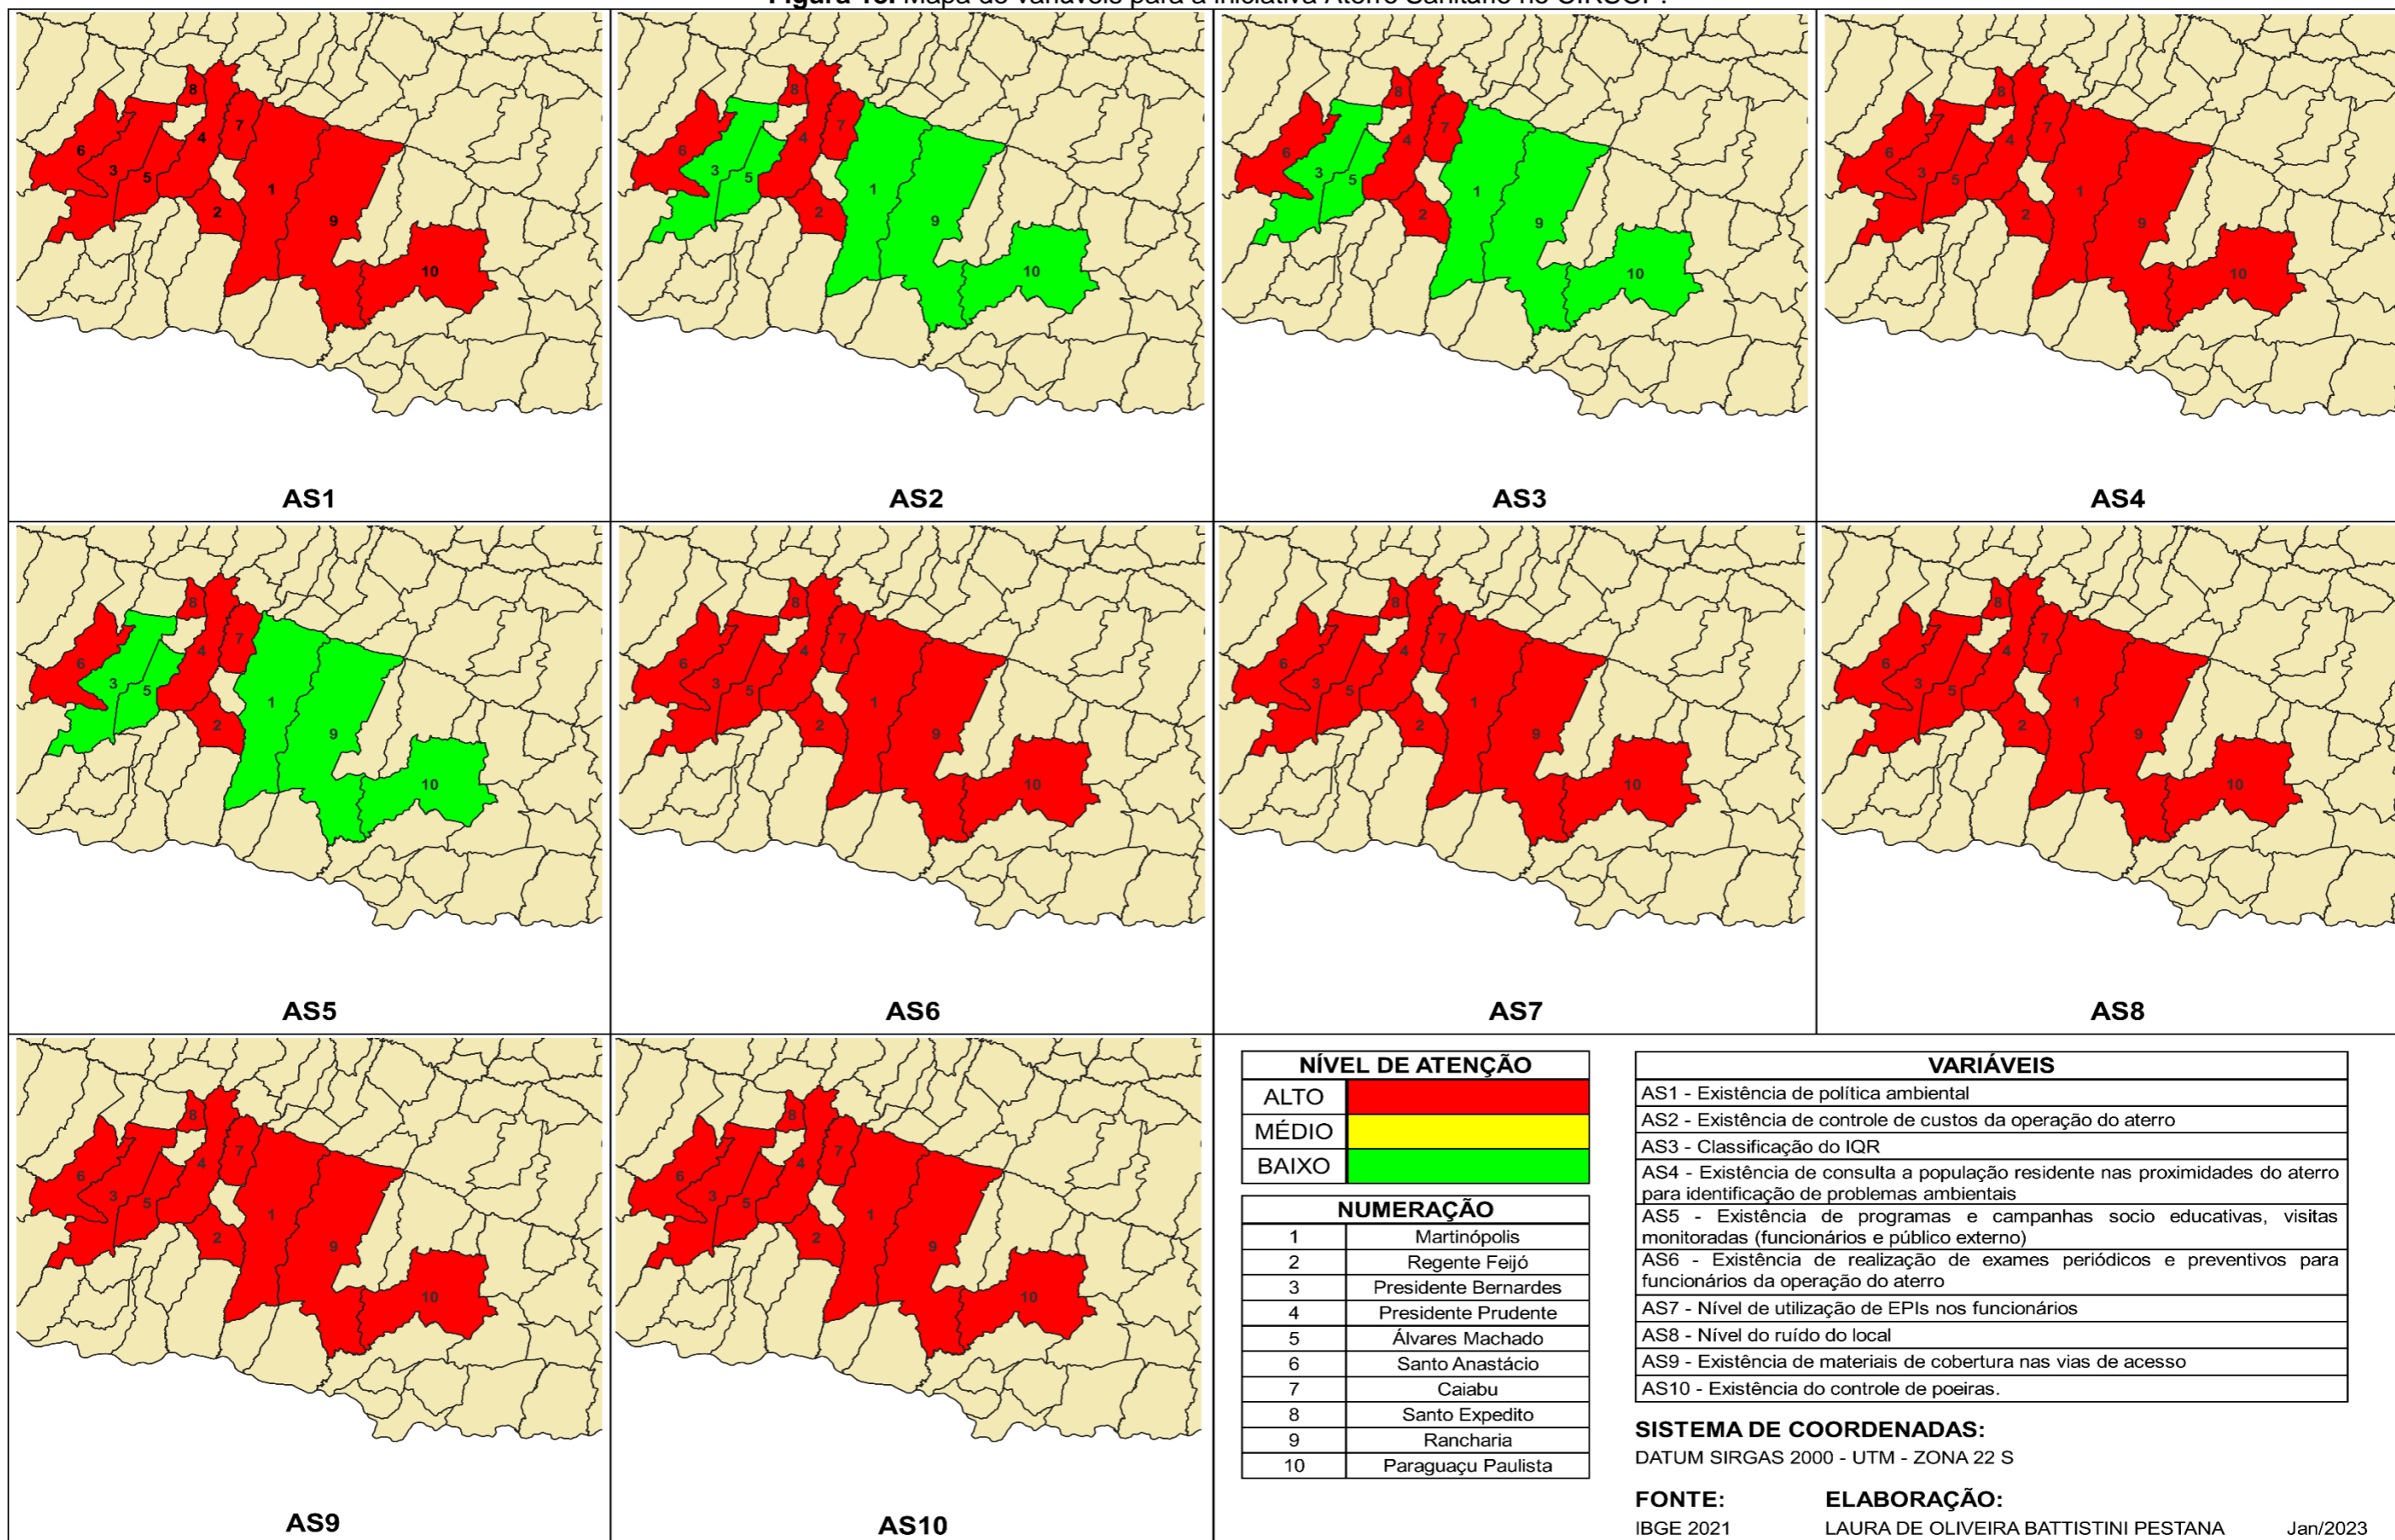 AS1
AS2
AS3
AS4
AS5
AS6
AS7
AS8
AS9
AS10
NÍVEL DE ATENÇÃO
ALTO
MÉDIO
BAIXO
NUMERAÇÃO
1 Martinópolis
2 Regente Feijó
3 Presidente Bernardes
4 Presidente Prudente
5 Álvares Machado
6 Santo Anastácio
7 Caiabu
8 Santo Expedito
9 Rancharia
10 Paraguaçu Paulista
VARIÁVEIS
AS1 - Existência de política ambiental
AS2 - Existência de controle de custos da operação do aterro
AS3 - Classificação do IQR
AS4 - Existência de consulta a população residente nas proximidades do aterro
para identificação de problemas ambientais
AS5 - Existência de programas e campanhas socio educativas, visitas
monitoradas (funcionários e público externo)
AS6 - Existência de realização de exames periódicos e preventivos para
funcionários da operação do aterro
AS7 - Nível de utilização de EPIs nos funcionários
AS8 - Nível do ruído do local
AS9 - Existência de materiais de cobertura nas vias de acesso
AS10 - Existência do controle de poeiras.
SISTEMA DE COORDENADAS:
DATUM SIRGAS 2000 - UTM - ZONA 22 S
FONTE:
IBGE 2021
ELABORAÇÃO:
LAURA DE OLIVEIRA BATTISTINI PESTANA Jan/2023